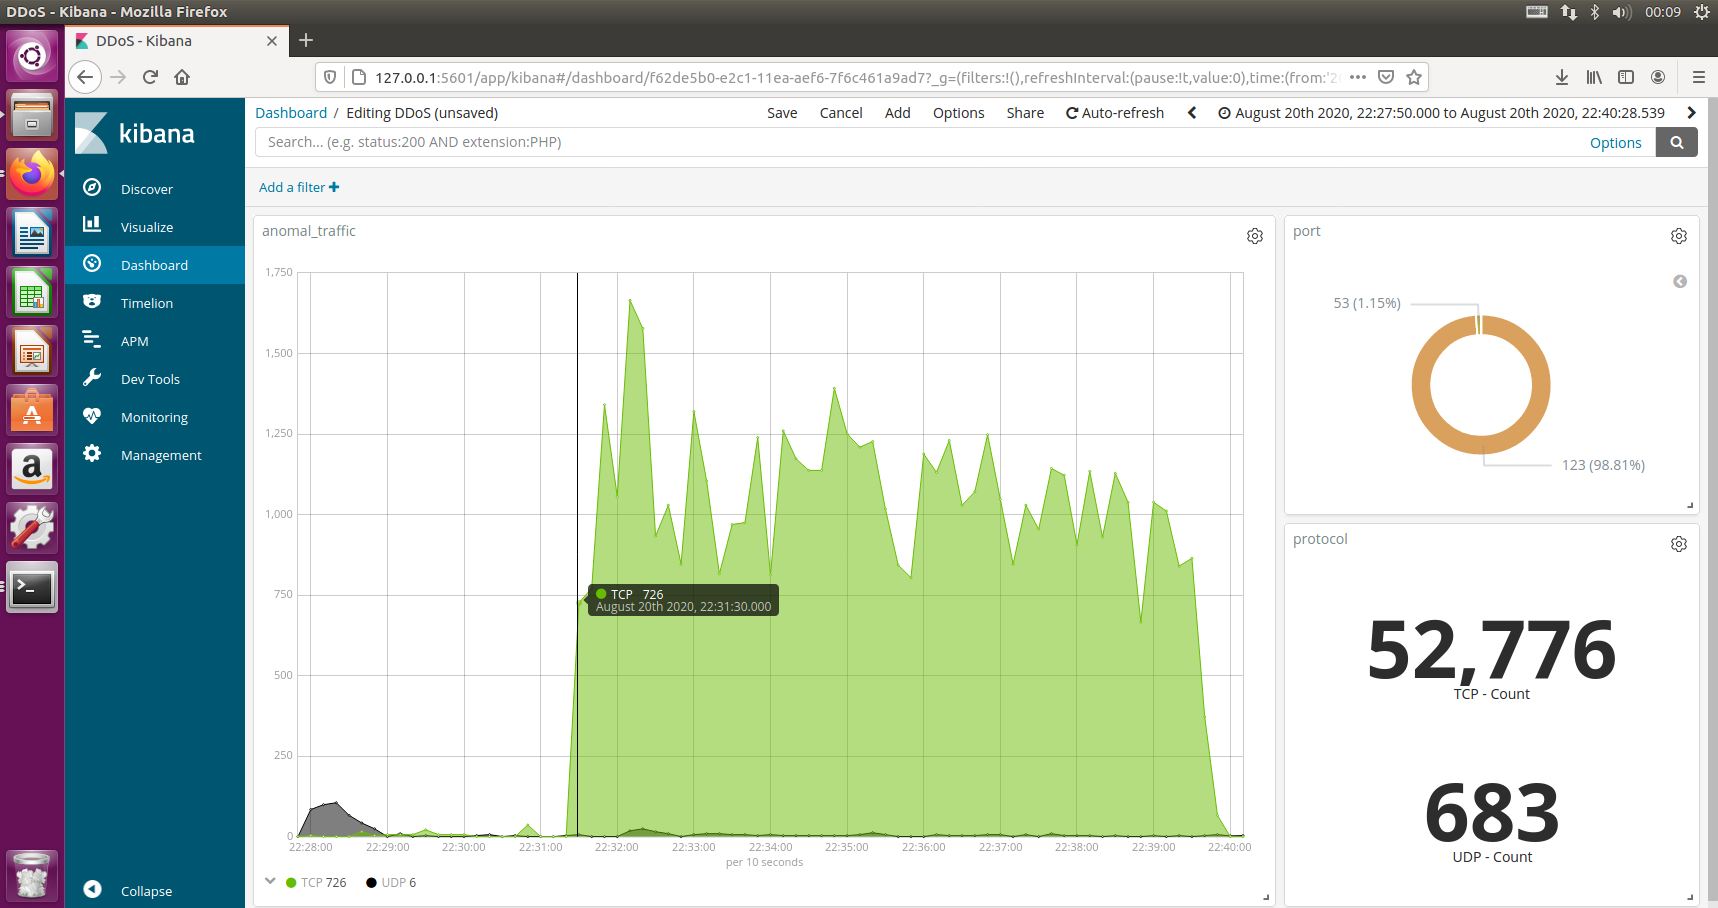 DDoS - Kibana - Mozilla Firefox
00:09
DDoS - Kibana
127.0.0.1:5601/app/kibana#/dashboard/f62de5b0-e2c1-11ea-aef6-7f6c461a9ad7?_g=(filters:!(),refreshInterval:(pause:!t,value:0),time:(from:'20
kibana
Discover
Visualize
Dashboard
Timelion
APM
Dev Tools
Monitoring
Management
Collapse
Dashboard / Editing DDoS (unsaved)
Save Cancel Add Options Share Auto-refresh August 20th 2020, 22:27:50.000 to August 20th 2020, 22:40:28.539
Search... (e.g. status:200 AND extension:PHP)
Options
Add a filter
anomal_traffic
1,750
1,500
1,250
1,000
750
500
250
0
TCP 726
August 20th 2020, 22:31:30.000
22:28:00 22:29:00 22:30:00 22:31:00 22:32:00 22:33:00 22:34:00 22:35:00 22:36:00 22:37:00 22:38:00 22:39:00 22:40:00
per 10 seconds
TCP 726 UDP 6
port
53 (1.15%)
123 (98.81%)
protocol
52,776
TCP - Count
683
UDP - Count